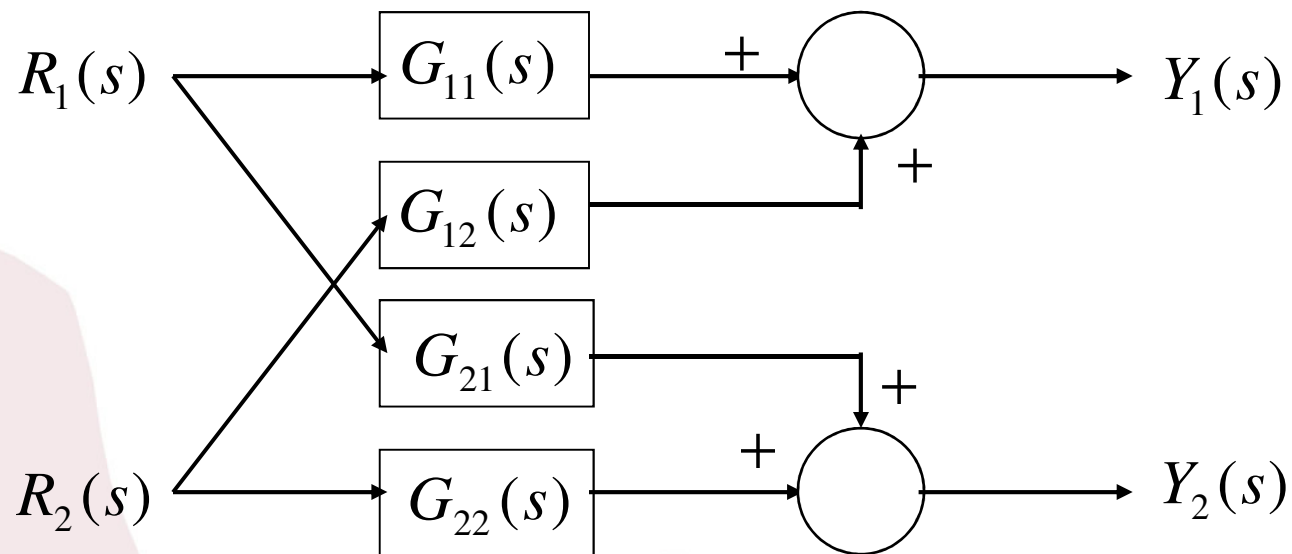 R₁(s)
G₁₁(s)
+
Y₁(s)
+
G₁₂(s)
G₂₁(s)
+
+
R₂(s)
G₂₂(s)
Y₂(s)